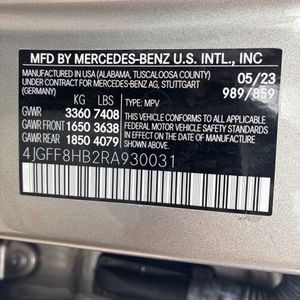 MFD BY MERCEDES-BENZ U.S. INTL., INC
MANUFACTURED IN USA (ALABAMA, TUSCALOOSA COUNTY)
MANUFACTURED FOR MERCEDES-BENZ AG, STUTTGART
(GERMANY)
05/23
989/859
KG LBS
GVWR 3360 7408
GAWR FRONT 1650 3638
GAWR REAR 1850 4079
TYPE: MPV
THIS VEHICLE CONFORMS TO ALL APPLICABLE
FEDERAL MOTOR VEHICLE SAFETY STANDARDS IN
EFFECT ON THE DATE OF MANUFACTURE
SHOWN ABOVE.
4JGFF8HB2RA930031